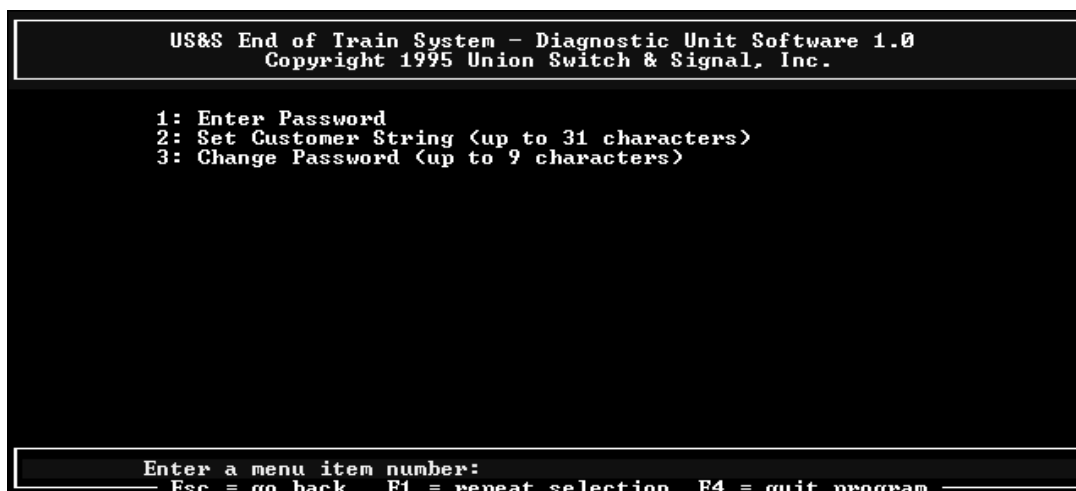 US&S End of Train System - Diagnostic Unit Software 1.0
Copyright 1995 Union Switch & Signal, Inc.
1: Enter Password
2: Set Customer String (up to 31 characters)
3: Change Password (up to 9 characters)
Enter a menu item number:
Esc = go back F1 = repeat selection F4 = quit program